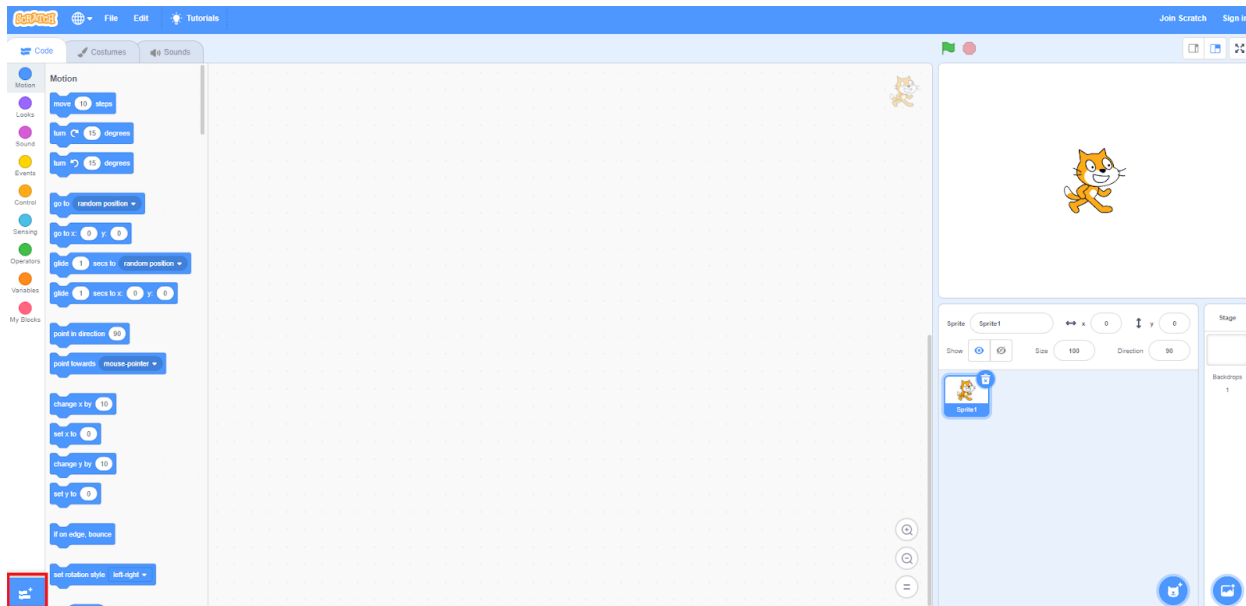 SCRATCH File Edit Tutorials Join Scratch Sign in
Code Costumes Sounds
Motion
Looks
Sound
Events
Control
Sensing
Operators
Variables
My Blocks
Motion
move 10 steps
turn 15 degrees
turn 15 degrees
go to random position
go to x: 0 y: 0
glide 1 secs to random position
glide 1 secs to x: 0 y: 0
point in direction 90
point towards mouse-pointer
change x by 10
set x to 0
change y by 10
set y to 0
if on edge, bounce
set rotation style left-right
Sprite Sprite1 x 0 y 0
Show Size 100 Direction 90
Sprite1
Stage
Backdrops
1